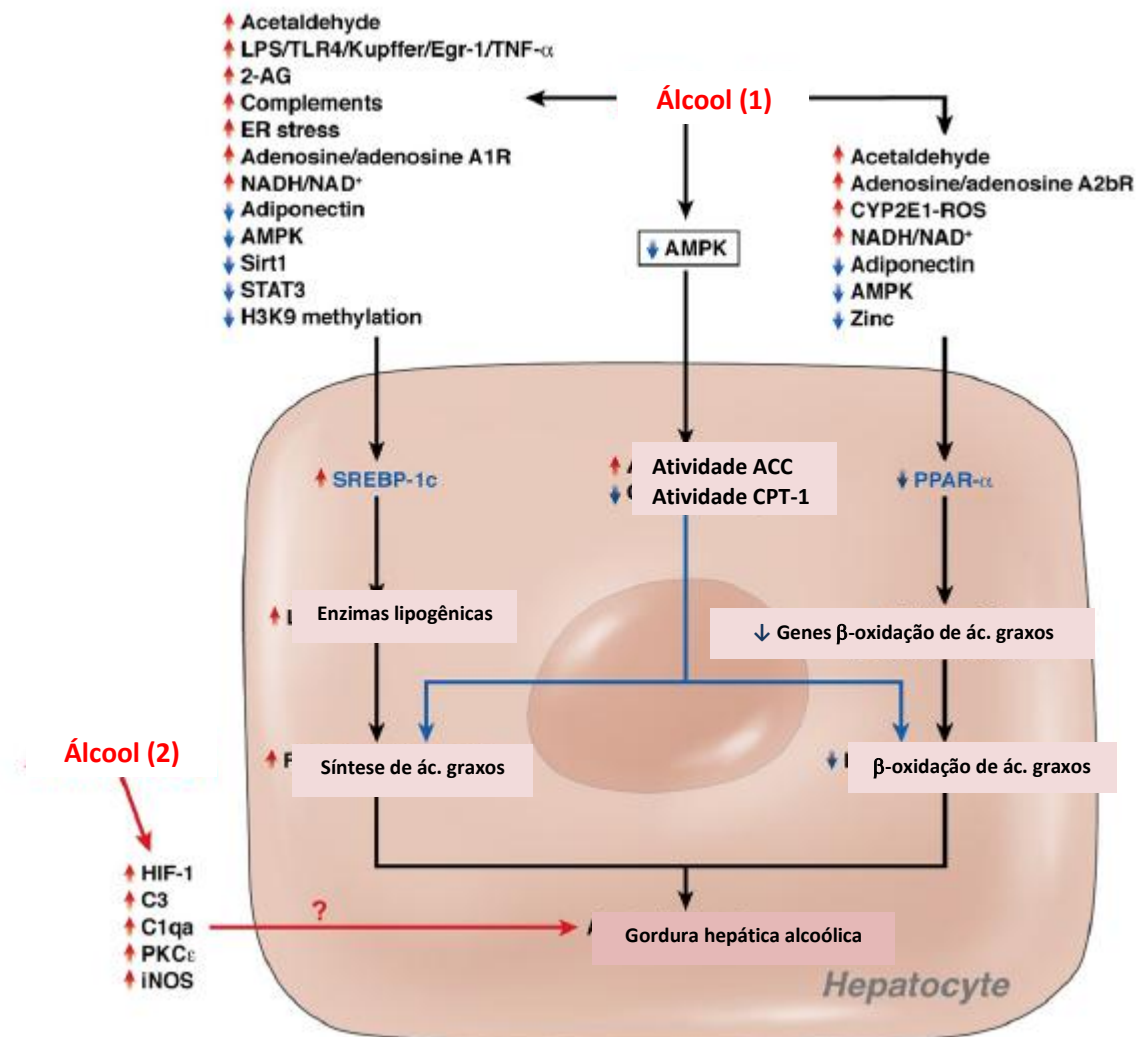 ↑ Acetaldehyde
↑ LPS/TLR4/Kupffer/Egr-1/TNF-α
↑ 2-AG
↑ Complements
↑ ER stress
↑ Adenosine/adenosine A1R
↑ NADH/NAD⁺
↓ Adiponectin
↓ AMPK
↓ Sirt1
↓ STAT3
↓ H3K9 methylation
Álcool (1)
↓ AMPK
↑ Acetaldehyde
↑ Adenosine/adenosine A2bR
↑ CYP2E1-ROS
↑ NADH/NAD⁺
↓ Adiponectin
↓ AMPK
↓ Zinc
↑ SREBP-1c
↑ Atividade ACC
↓ Atividade CPT-1
↓ PPAR-α
↑ Enzimas lipogênicas
↓ Genes β-oxidação de ác. graxos
Álcool (2)
↑ Síntese de ác. graxos
↓ β-oxidação de ác. graxos
↑ HIF-1
↑ C3
↑ C1qa
↑ PKCε
↑ iNOS
?
Gordura hepática alcoólica
Hepatocyte